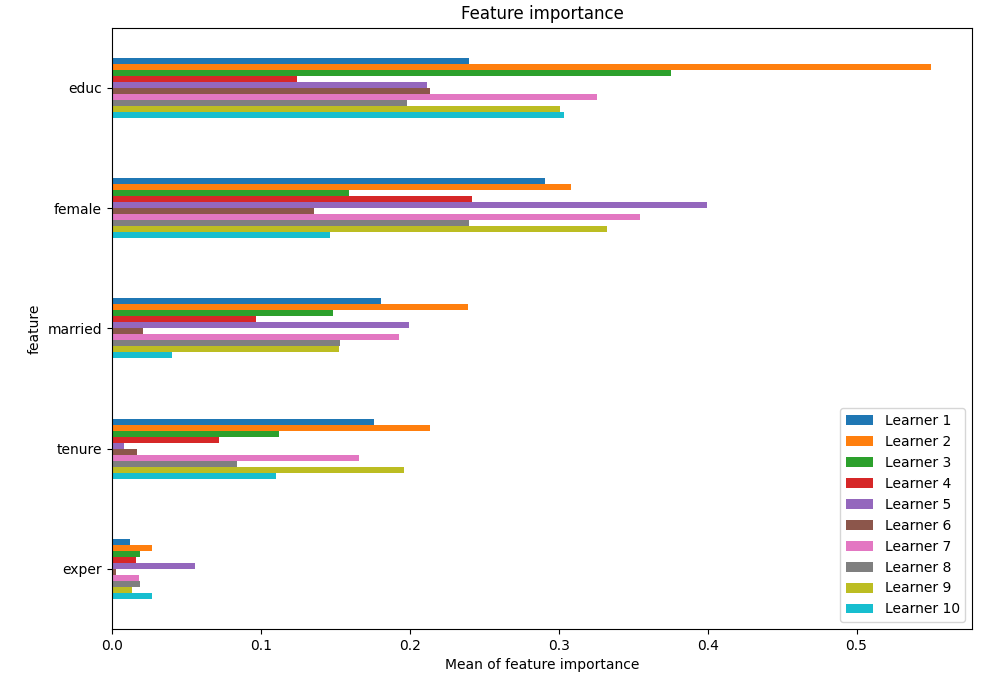 Feature importance
educ
female
married
tenure
exper
feature
0.0 0.1 0.2 0.3 0.4 0.5
Mean of feature importance
Learner 1
Learner 2
Learner 3
Learner 4
Learner 5
Learner 6
Learner 7
Learner 8
Learner 9
Learner 10